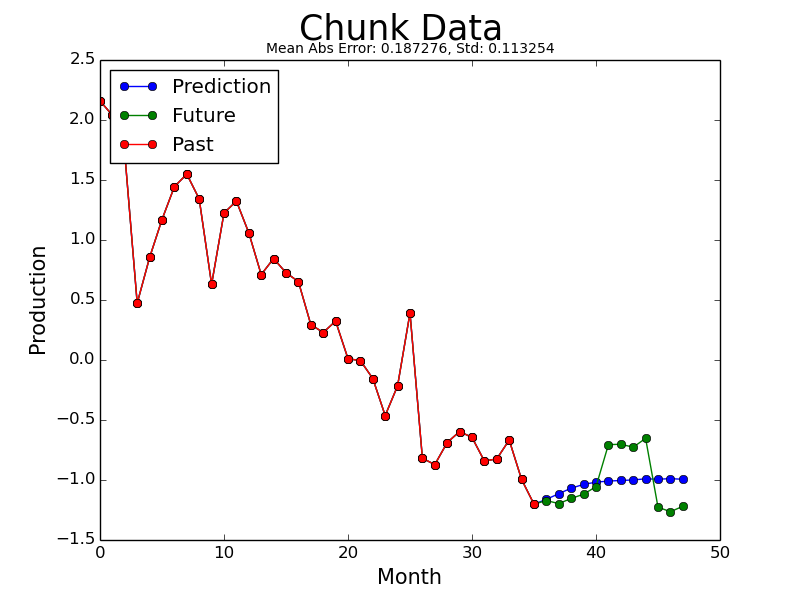 Chunk Data
Mean Abs Error: 0.187276, Std: 0.113254
Prediction
Future
Past
2.5
2.0
1.5
1.0
0.5
0.0
−0.5
−1.0
−1.5
Production
0 10 20 30 40 50
Month